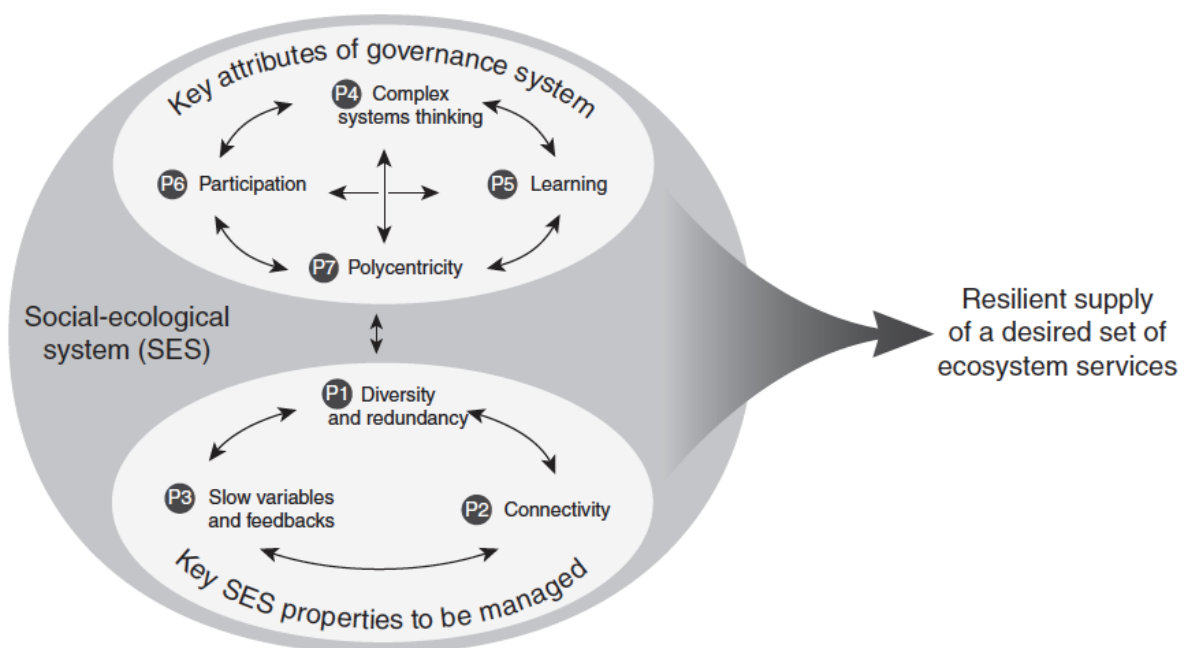 Key attributes of governance system
P4 Complex
systems thinking
P6 Participation
P5 Learning
P7 Polycentricity
Social-ecological
system (SES)
Resilient supply
of a desired set of
ecosystem services
P1 Diversity
and redundancy
P3 Slow variables
and feedbacks
P2 Connectivity
Key SES properties to be managed